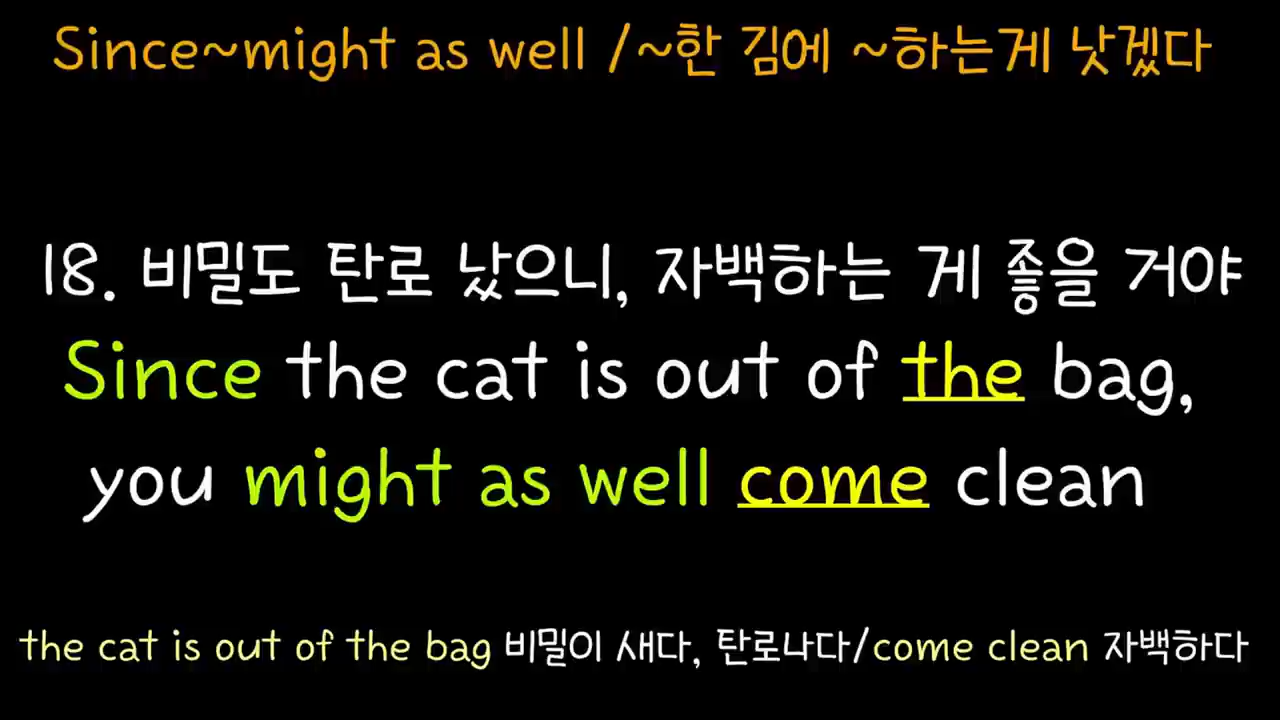 Since~might as well /~한 김에 ~하는게 낫겠다
18. 비밀도 탄로 났으니, 자백하는 게 좋을 거야
Since the cat is out of the bag,
you might as well come clean
the cat is out of the bag 비밀이 새다, 탄로나다/come clean 자백하다